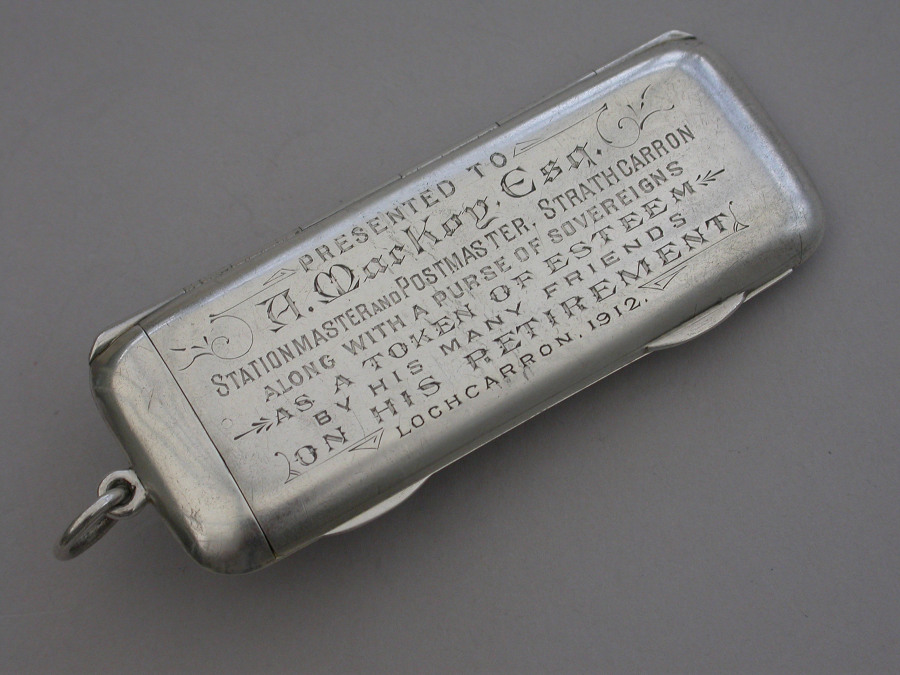 PRESENTED TO
A. MacKoy. Esq.
STATIONMASTER AND POSTMASTER, STRATHCARRON
ALONG WITH A PURSE OF SOVEREIGNS
AS A TOKEN OF ESTEEM
BY HIS MANY FRIENDS
ON HIS RETIREMENT
LOCHCARRON. 1912.